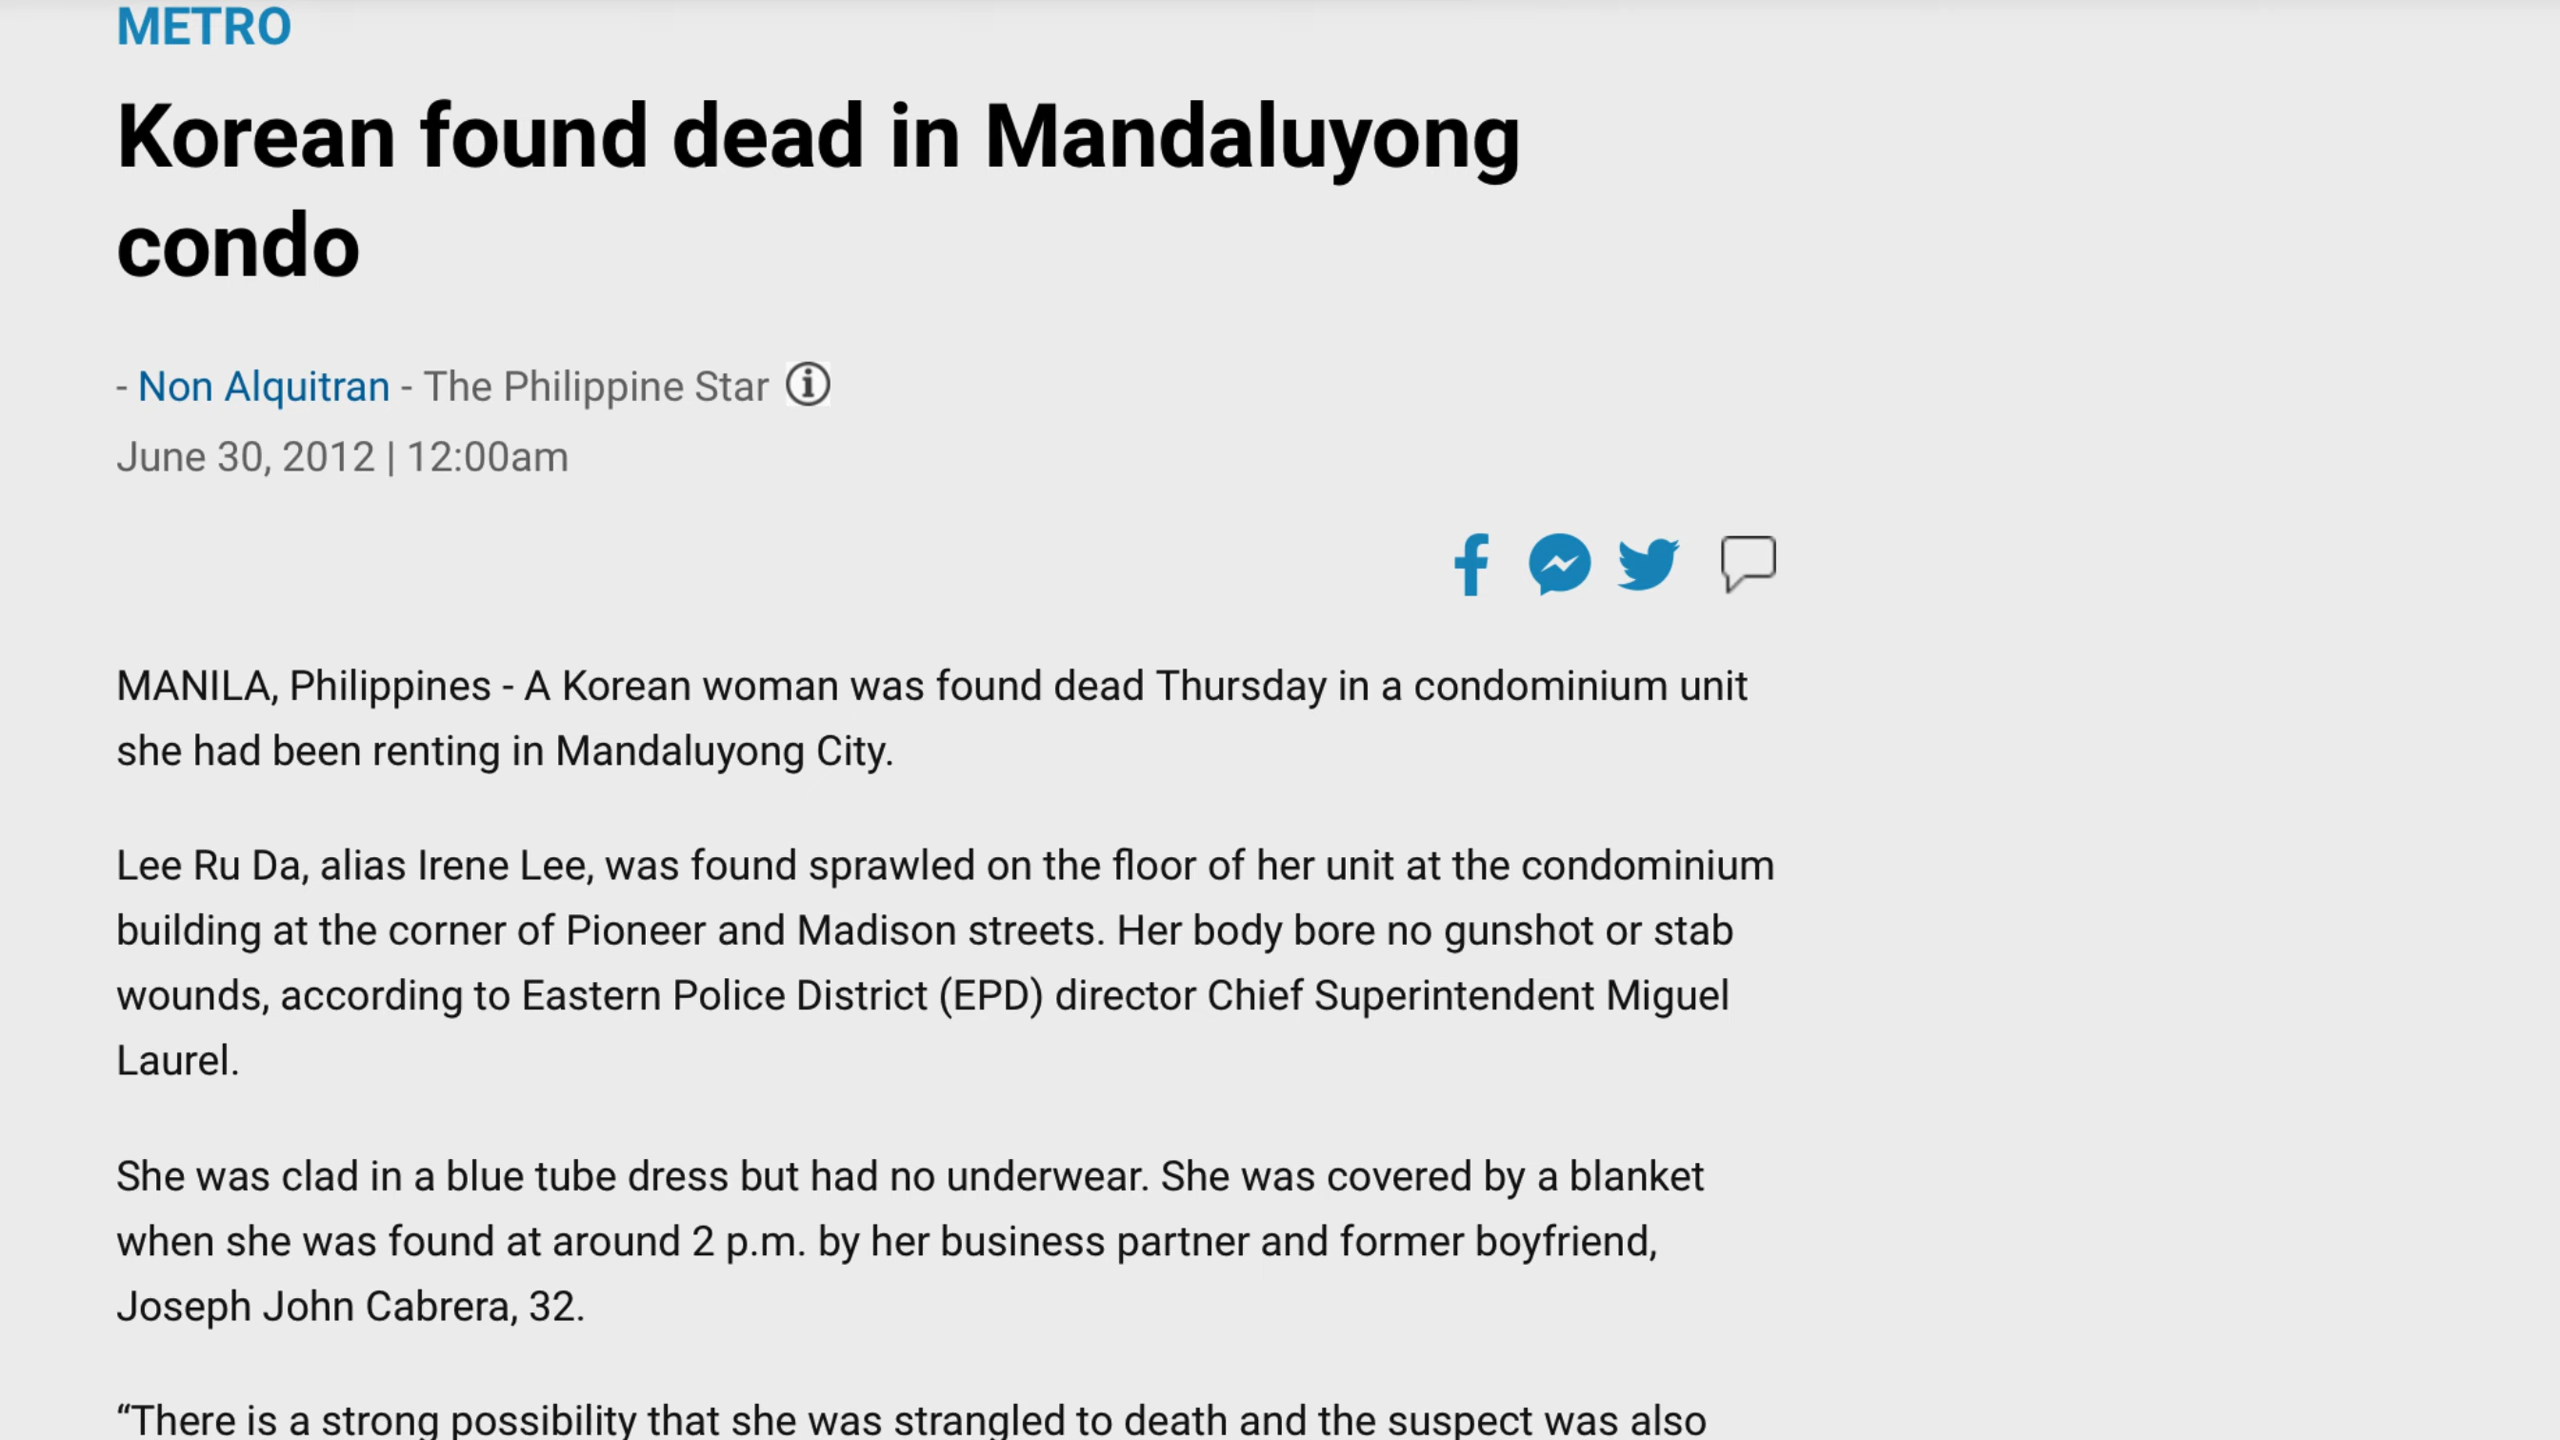 METRO
Korean found dead in Mandaluyong
condo
- Non Alquitran - The Philippine Star
June 30, 2012 | 12:00am
MANILA, Philippines - A Korean woman was found dead Thursday in a condominium unit
she had been renting in Mandaluyong City.
Lee Ru Da, alias Irene Lee, was found sprawled on the floor of her unit at the condominium
building at the corner of Pioneer and Madison streets. Her body bore no gunshot or stab
wounds, according to Eastern Police District (EPD) director Chief Superintendent Miguel
Laurel.
She was clad in a blue tube dress but had no underwear. She was covered by a blanket
when she was found at around 2 p.m. by her business partner and former boyfriend,
Joseph John Cabrera, 32.
“There is a strong possibility that she was strangled to death and the suspect was also